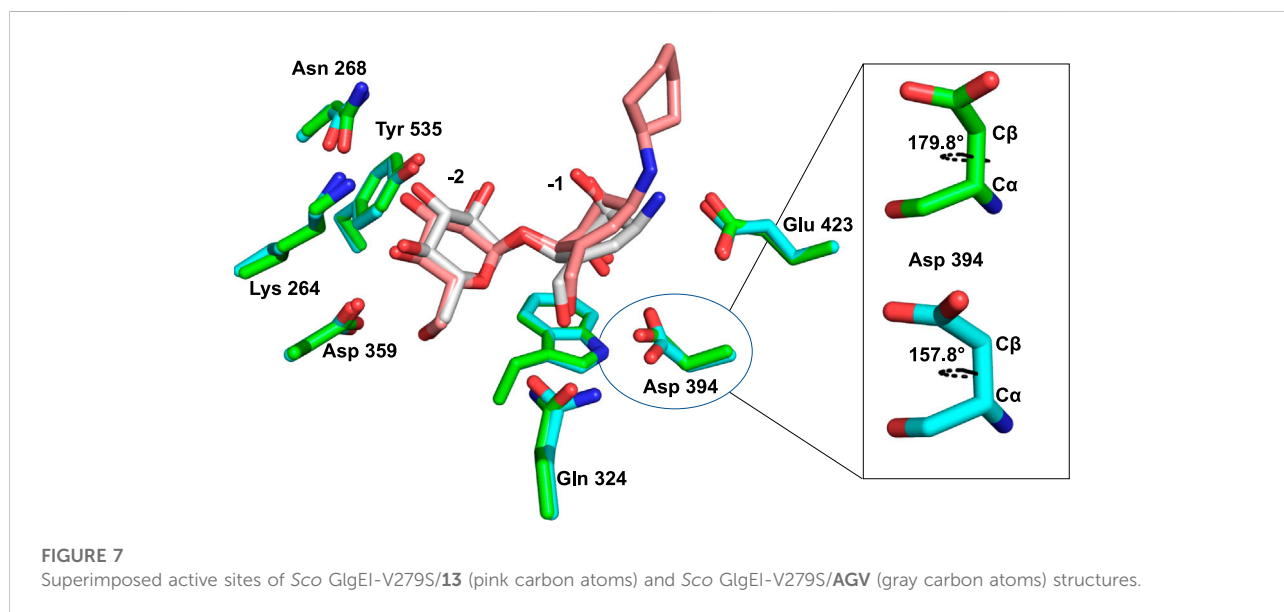 Asn 268
Tyr 535
-2
-1
Lys 264
Asp 359
Glu 423
Asp 394
Gln 324
179.8°
Cβ
Cα
Asp 394
157.8°
Cβ
Cα
FIGURE 7
Superimposed active sites of Sco GlgEI-V279S/13 (pink carbon atoms) and Sco GlgEI-V279S/AGV (gray carbon atoms) structures.